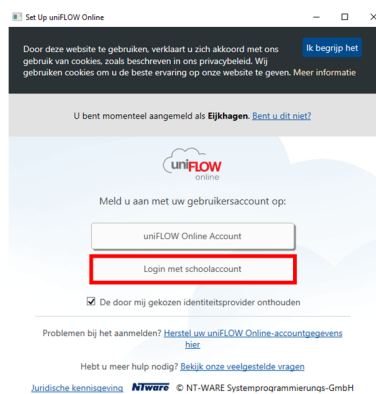 Set Up uniFLOW Online
Door deze website te gebruiken, verklaart u zich akkoord met ons
gebruik van cookies, zoals beschreven in ons privacybeleid. Wij
gebruiken cookies om u de beste ervaring op onze website te geven. Meer informatie
Ik begrijp het
U bent momenteel aangemeld als Eijkhagen. Bent u dit niet?
uniFLOW
online
Meld u aan met uw gebruikersaccount op:
uniFLOW Online Account
Login met schoolaccount
De door mij gekozen identiteitsprovider onthouden
Problemen bij het aanmelden? Herstel uw uniFLOW Online-accountgegevens
hier
Hebt u meer hulp nodig? Bekijk onze veelgestelde vragen
Juridische kennisgeving NTware © NT-WARE Systemprogrammierungs-GmbH